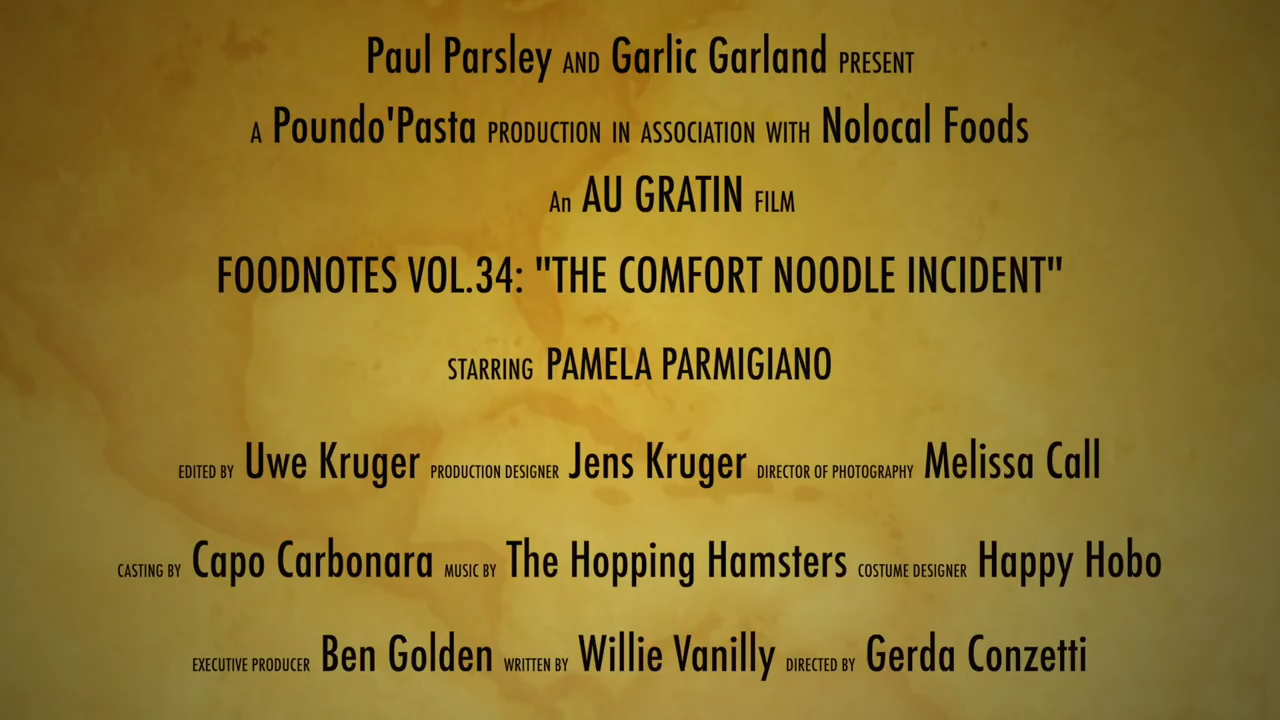 Paul Parsley AND Garlic Garland PRESENT
A Poundo'Pasta PRODUCTION IN ASSOCIATION WITH Nolocal Foods
An AU GRATIN FILM
FOODNOTES VOL.34: "THE COMFORT NOODLE INCIDENT"
STARRING PAMELA PARMIGIANO
EDITED BY Uwe Kruger PRODUCTION DESIGNER Jens Kruger DIRECTOR OF PHOTOGRAPHY Melissa Call
CASTING BY Capo Carbonara MUSIC BY The Hopping Hamsters COSTUME DESIGNER Happy Hobo
EXECUTIVE PRODUCER Ben Golden WRITTEN BY Willie Vanilly DIRECTED BY Gerda Conzetti